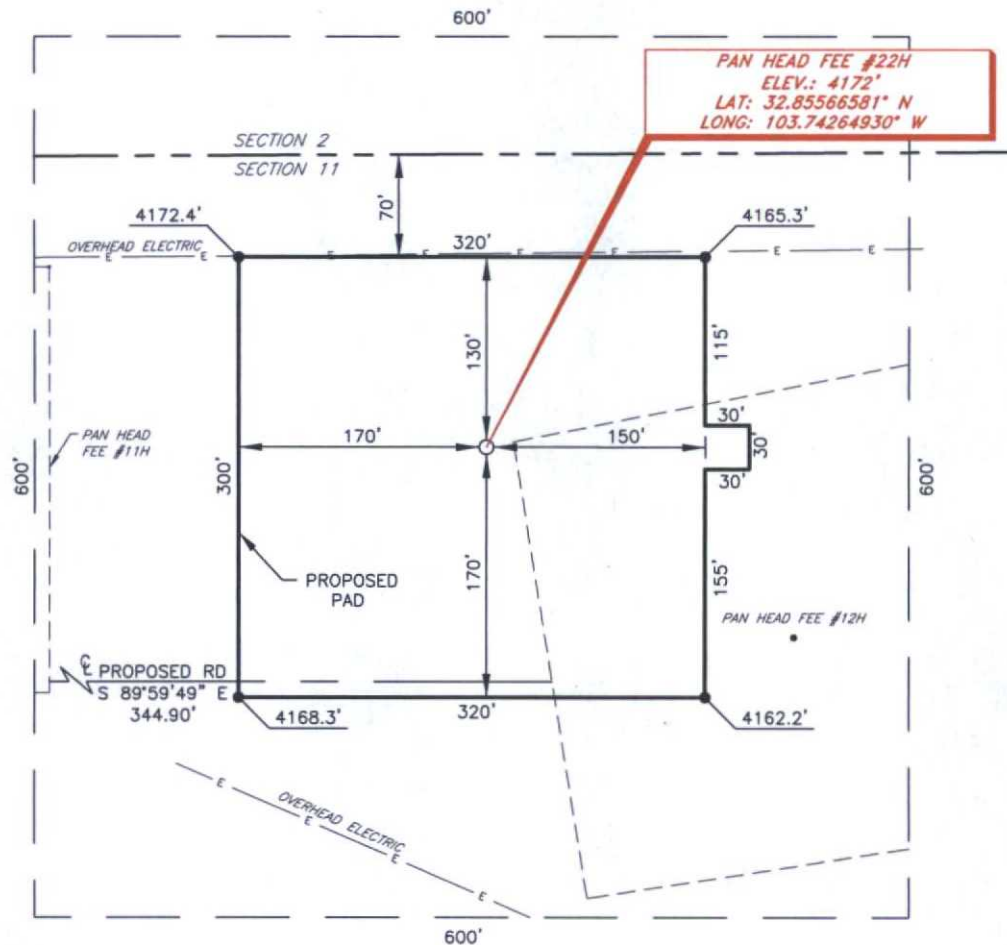 600'
PAN HEAD FEE #22H
ELEV.: 4172'
LAT: 32.85566581° N
LONG: 103.74264930° W
SECTION 2
SECTION 11
70'
4172.4'
4165.3'
OVERHEAD ELECTRIC
E
E
E
E
E
E
E
E
320'
130'
115'
30'
30'
30'
PAN HEAD
FEE #11H
170'
150'
600'
300'
600'
PROPOSED
PAD
170'
155'
PAN HEAD FEE #12H
℄ PROPOSED RD
S 89°59'49" E
344.90'
4168.3'
320'
4162.2'
E
OVERHEAD ELECTRIC
E
E
E
600'